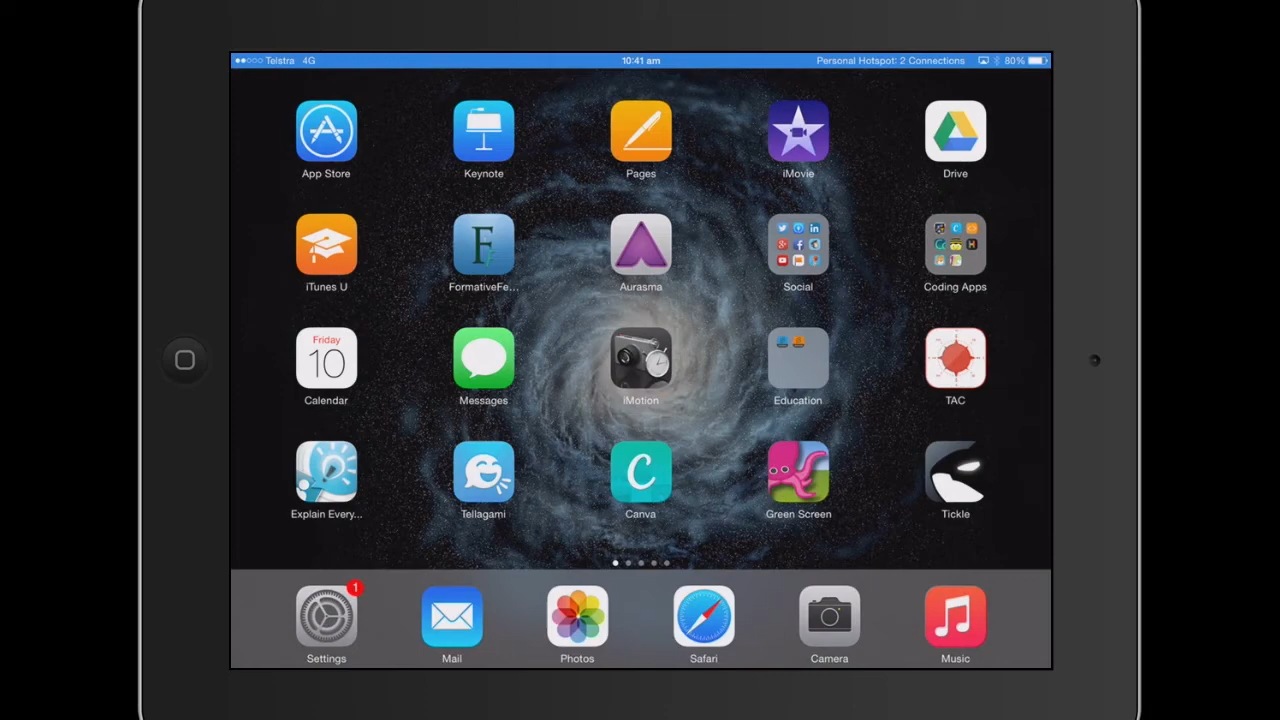 Telstra 4G 10:41 am Personal Hotspot: 2 Connections 80%
App Store Keynote Pages iMovie Drive
iTunes U FormativeFe... Aurasma Social Coding Apps
Friday
10
Calendar Messages iMotion Education TAC
Explain Every... Tellagami Canva Green Screen Tickle
1
Settings Mail Photos Safari Camera Music